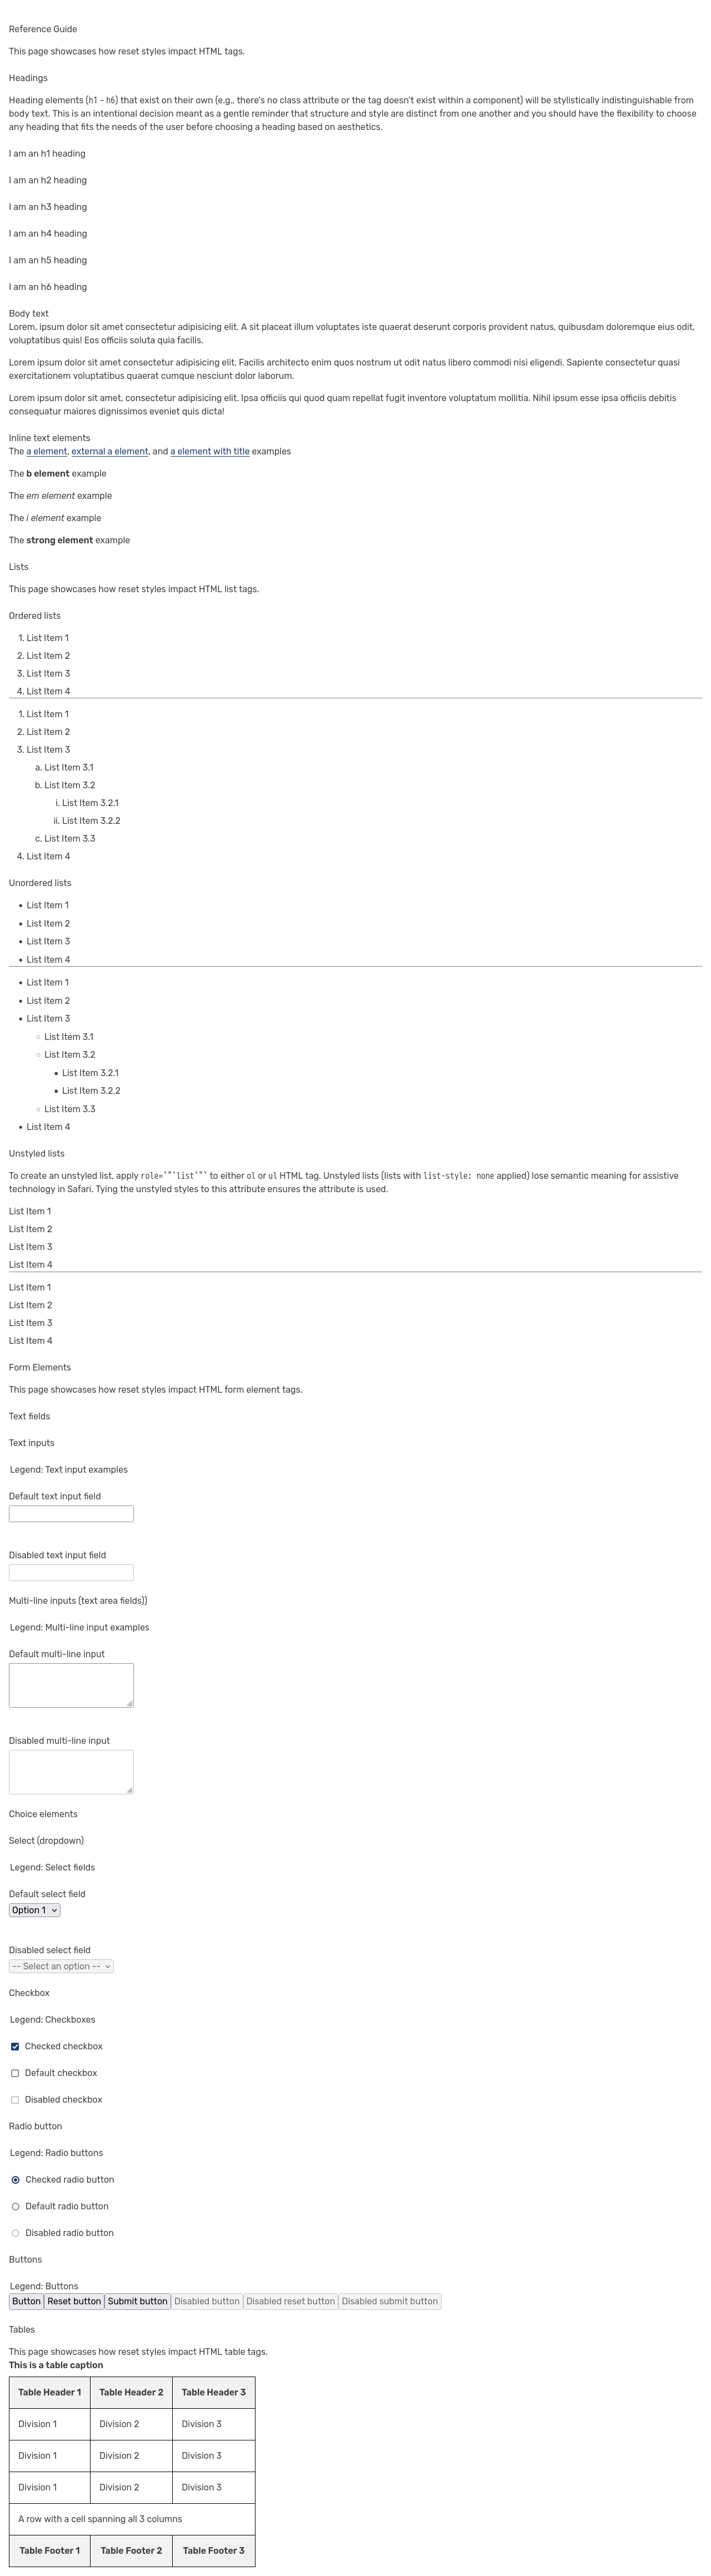 Reference Guide
This page showcases how reset styles impact HTML tags.
Headings
Heading elements (h1 - h6) that exist on their own (e.g., there's no class attribute or the tag doesn't exist within a component) will be stylistically indistinguishable from
body text. This is an intentional decision meant as a gentle reminder that structure and style are distinct from one another and you should have the flexibility to choose
any heading that fits the needs of the user before choosing a heading based on aesthetics.
I am an h1 heading
I am an h2 heading
I am an h3 heading
I am an h4 heading
I am an h5 heading
I am an h6 heading
Body text
Lorem, ipsum dolor sit amet consectetur adipisicing elit. A sit placeat illum voluptates iste quaerat deserunt corporis provident natus, quibusdam doloremque eius odit,
voluptatibus quis! Eos officiis soluta quia facilis.
Lorem ipsum dolor sit amet consectetur adipisicing elit. Facilis architecto enim quos nostrum ut odit natus libero commodi nisi eligendi. Sapiente consectetur quasi
exercitationem voluptatibus quaerat cumque nesciunt dolor laborum.
Lorem ipsum dolor sit amet, consectetur adipisicing elit. Ipsa officiis qui quod quam repellat fugit inventore voluptatum mollitia. Nihil ipsum esse ipsa officiis debitis
consequatur maiores dignissimos eveniet quis dicta!
Inline text elements
The a element, external a element, and a element with title examples
The b element example
The em element example
The i element example
The strong element example
Lists
This page showcases how reset styles impact HTML list tags.
Ordered lists
1. List Item 1
2. List Item 2
3. List Item 3
4. List Item 4
1. List Item 1
2. List Item 2
3. List Item 3
a. List Item 3.1
b. List Item 3.2
i. List Item 3.2.1
ii. List Item 3.2.2
c. List Item 3.3
4. List Item 4
Unordered lists
• List Item 1
• List Item 2
• List Item 3
• List Item 4
• List Item 1
• List Item 2
• List Item 3
○ List Item 3.1
○ List Item 3.2
▪ List Item 3.2.1
▪ List Item 3.2.2
○ List Item 3.3
• List Item 4
Unstyled lists
To create an unstyled list, apply role=`"`list`"` to either ol or ul HTML tag. Unstyled lists (lists with list-style: none applied) lose semantic meaning for assistive
technology in Safari. Tying the unstyled styles to this attribute ensures the attribute is used.
List Item 1
List Item 2
List Item 3
List Item 4
List Item 1
List Item 2
List Item 3
List Item 4
Form Elements
This page showcases how reset styles impact HTML form element tags.
Text fields
Text inputs
Legend: Text input examples
Default text input field
Disabled text input field
Multi-line inputs (text area fields))
Legend: Multi-line input examples
Default multi-line input
Disabled multi-line input
Choice elements
Select (dropdown)
Legend: Select fields
Default select field
Option 1
Disabled select field
-- Select an option --
Checkbox
Legend: Checkboxes
Checked checkbox
Default checkbox
Disabled checkbox
Radio button
Legend: Radio buttons
Checked radio button
Default radio button
Disabled radio button
Buttons
Legend: Buttons
Button Reset button Submit button Disabled button Disabled reset button Disabled submit button
Tables
This page showcases how reset styles impact HTML table tags.
This is a table caption
Table Header 1 Table Header 2 Table Header 3
Division 1 Division 2 Division 3
Division 1 Division 2 Division 3
Division 1 Division 2 Division 3
A row with a cell spanning all 3 columns
Table Footer 1 Table Footer 2 Table Footer 3